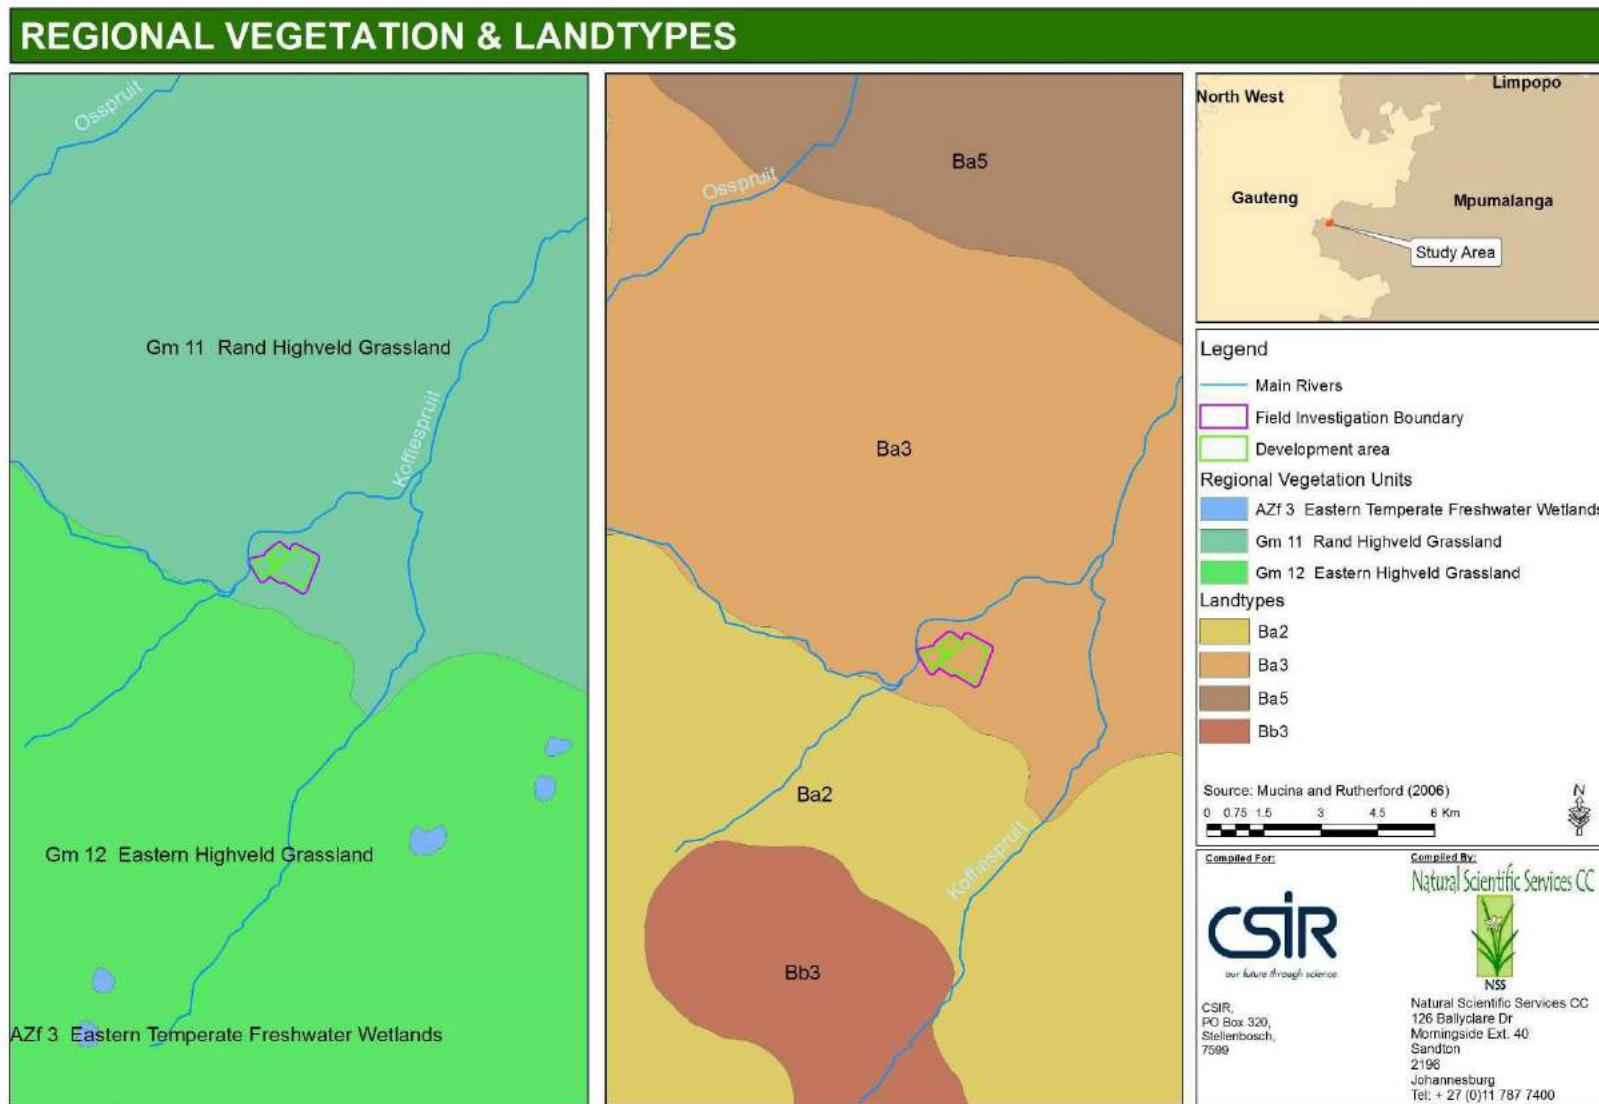 REGIONAL VEGETATION & LANDTYPES
Osspruit
Gm 11 Rand Highveld Grassland
Koffiespruit
Gm 12 Eastern Highveld Grassland
AZf 3 Eastern Temperate Freshwater Wetlands
Ba5
Osspruit
Ba3
Ba2
Koffiespruit
Bb3
Limpopo
North West
Gauteng
Mpumalanga
Study Area
Legend
Main Rivers
Field Investigation Boundary
Development area
Regional Vegetation Units
AZf 3 Eastern Temperate Freshwater Wetlands
Gm 11 Rand Highveld Grassland
Gm 12 Eastern Highveld Grassland
Landtypes
Ba2
Ba3
Ba5
Bb3
Source: Mucina and Rutherford (2006)
0 0.75 1.5 3 4.5 6 Km
N
Compiled For:
CSIR
our future through science
CSIR,
PO Box 320,
Stellenbosch,
7599
Compiled By:
Natural Scientific Services CC
NSS
Natural Scientific Services CC
126 Ballyclare Dr
Morningside Ext. 40
Sandton
2196
Johannesburg
Tel: + 27 (0)11 787 7400